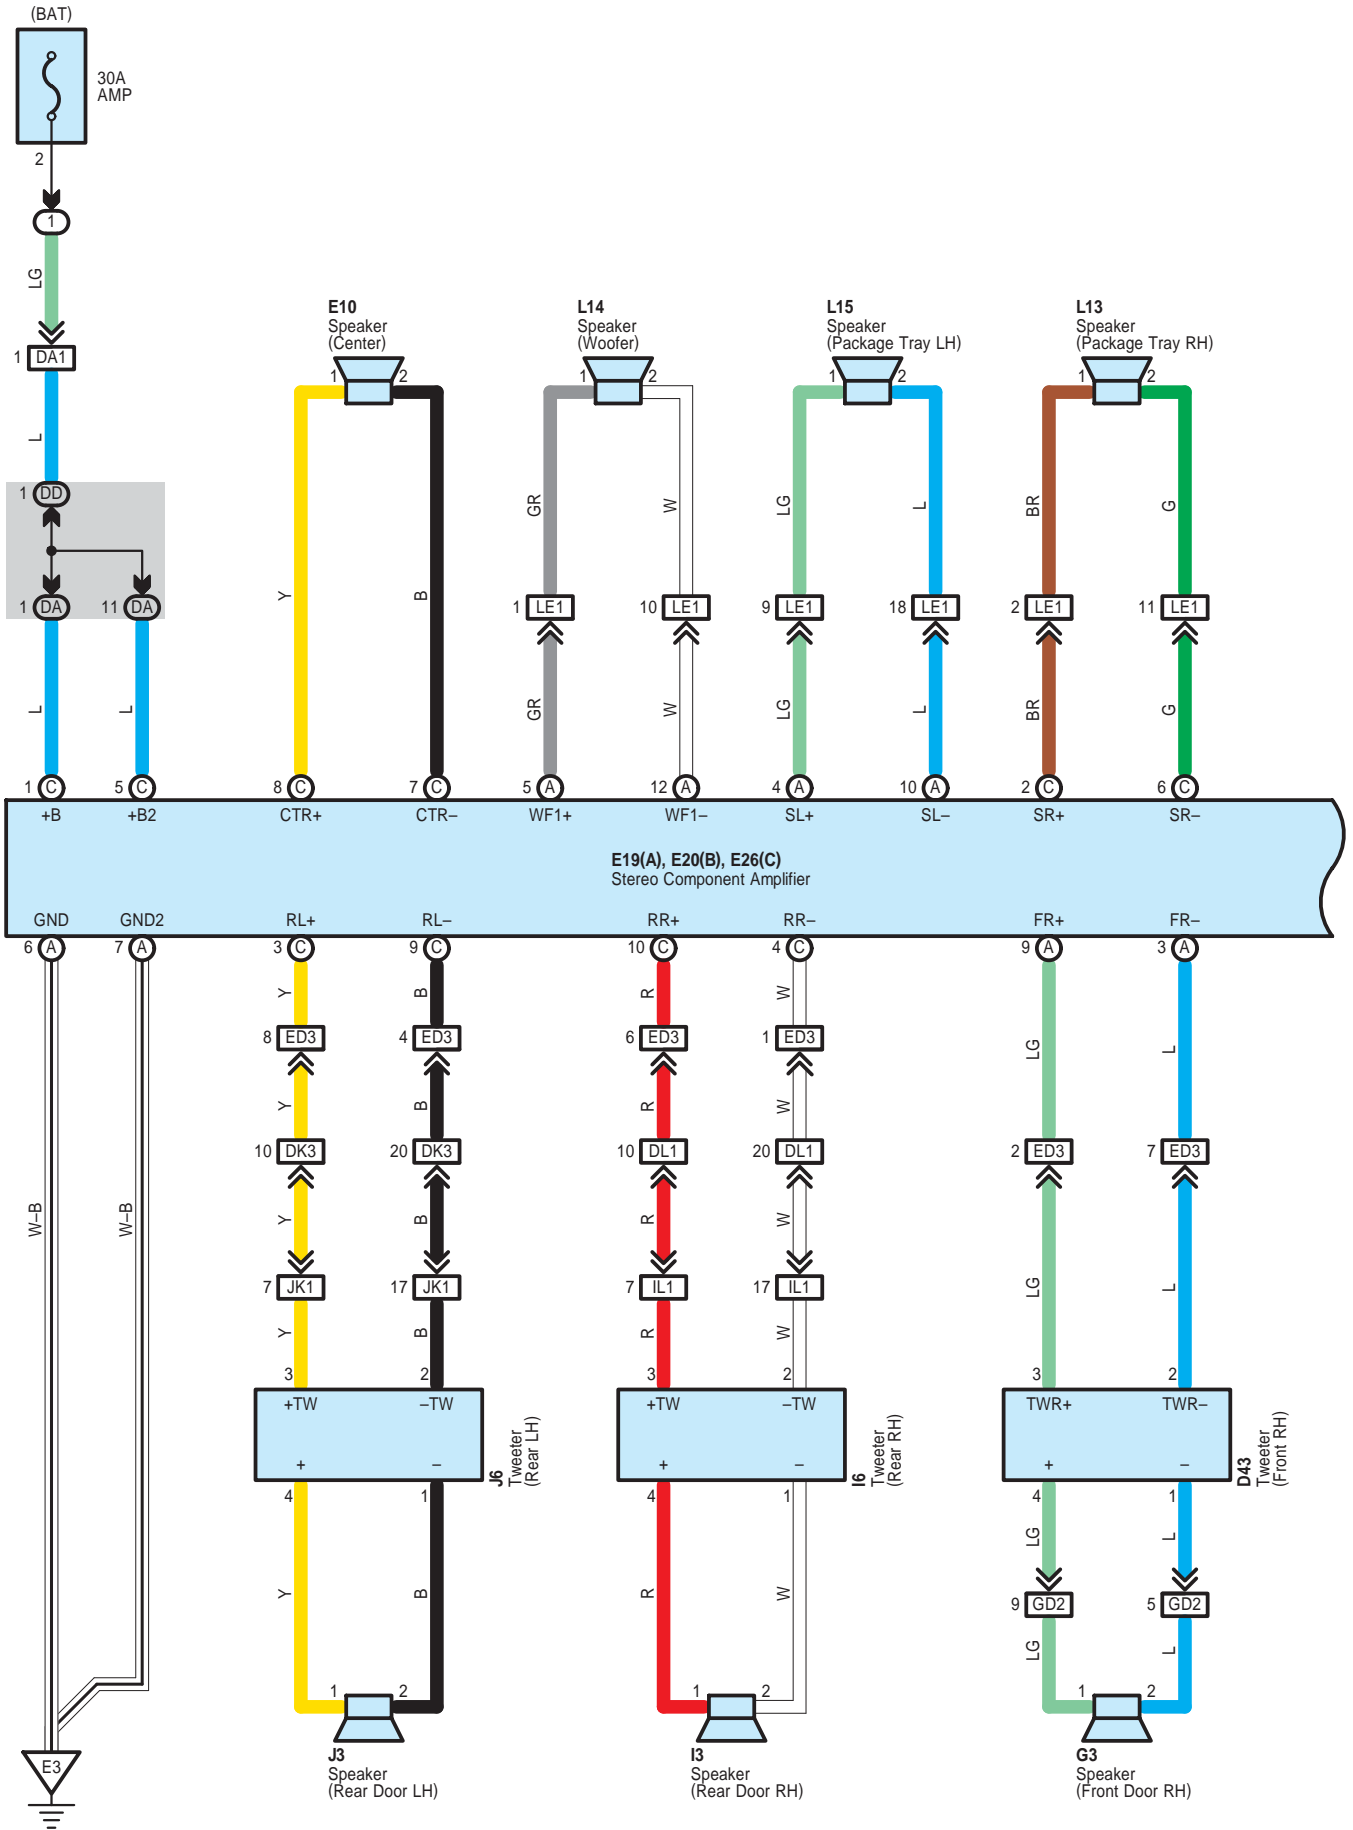 (BAT)
30A
AMP
2
1
LG
1 DA1
L
1 DD
1 DA 11 DA
L L
E10
Speaker
(Center)
1 2
Y B
L14
Speaker
(Woofer)
1 2
GR W
1 LE1 10 LE1
GR W
L15
Speaker
(Package Tray LH)
1 2
LG L
9 LE1 18 LE1
LG L
L13
Speaker
(Package Tray RH)
1 2
BR G
2 LE1 11 LE1
BR G
1 C 5 C 8 C 7 C 5 A 12 A 4 A 10 A 2 C 6 C
+B +B2 CTR+ CTR– WF1+ WF1– SL+ SL– SR+ SR–
E19(A), E20(B), E26(C)
Stereo Component Amplifier
GND GND2 RL+ RL– RR+ RR– FR+ FR–
6 A 7 A 3 C 9 C 10 C 4 C 9 A 3 A
W–B W–B
E3
Y B
8 ED3 4 ED3
Y B
10 DK3 20 DK3
Y B
7 JK1 17 JK1
Y B
3 2
+TW –TW
+ –
J6
Tweeter
(Rear LH)
4 1
Y B
1 2
J3
Speaker
(Rear Door LH)
R W
6 ED3 1 ED3
R W
10 DL1 20 DL1
R W
7 IL1 17 IL1
R W
3 2
+TW –TW
+ –
I6
Tweeter
(Rear RH)
4 1
R W
1 2
I3
Speaker
(Rear Door RH)
LG L
2 ED3 7 ED3
LG L
3 2
TWR+ TWR–
+ –
D43
Tweeter
(Front RH)
4 1
LG L
9 GD2 5 GD2
LG L
1 2
G3
Speaker
(Front Door RH)